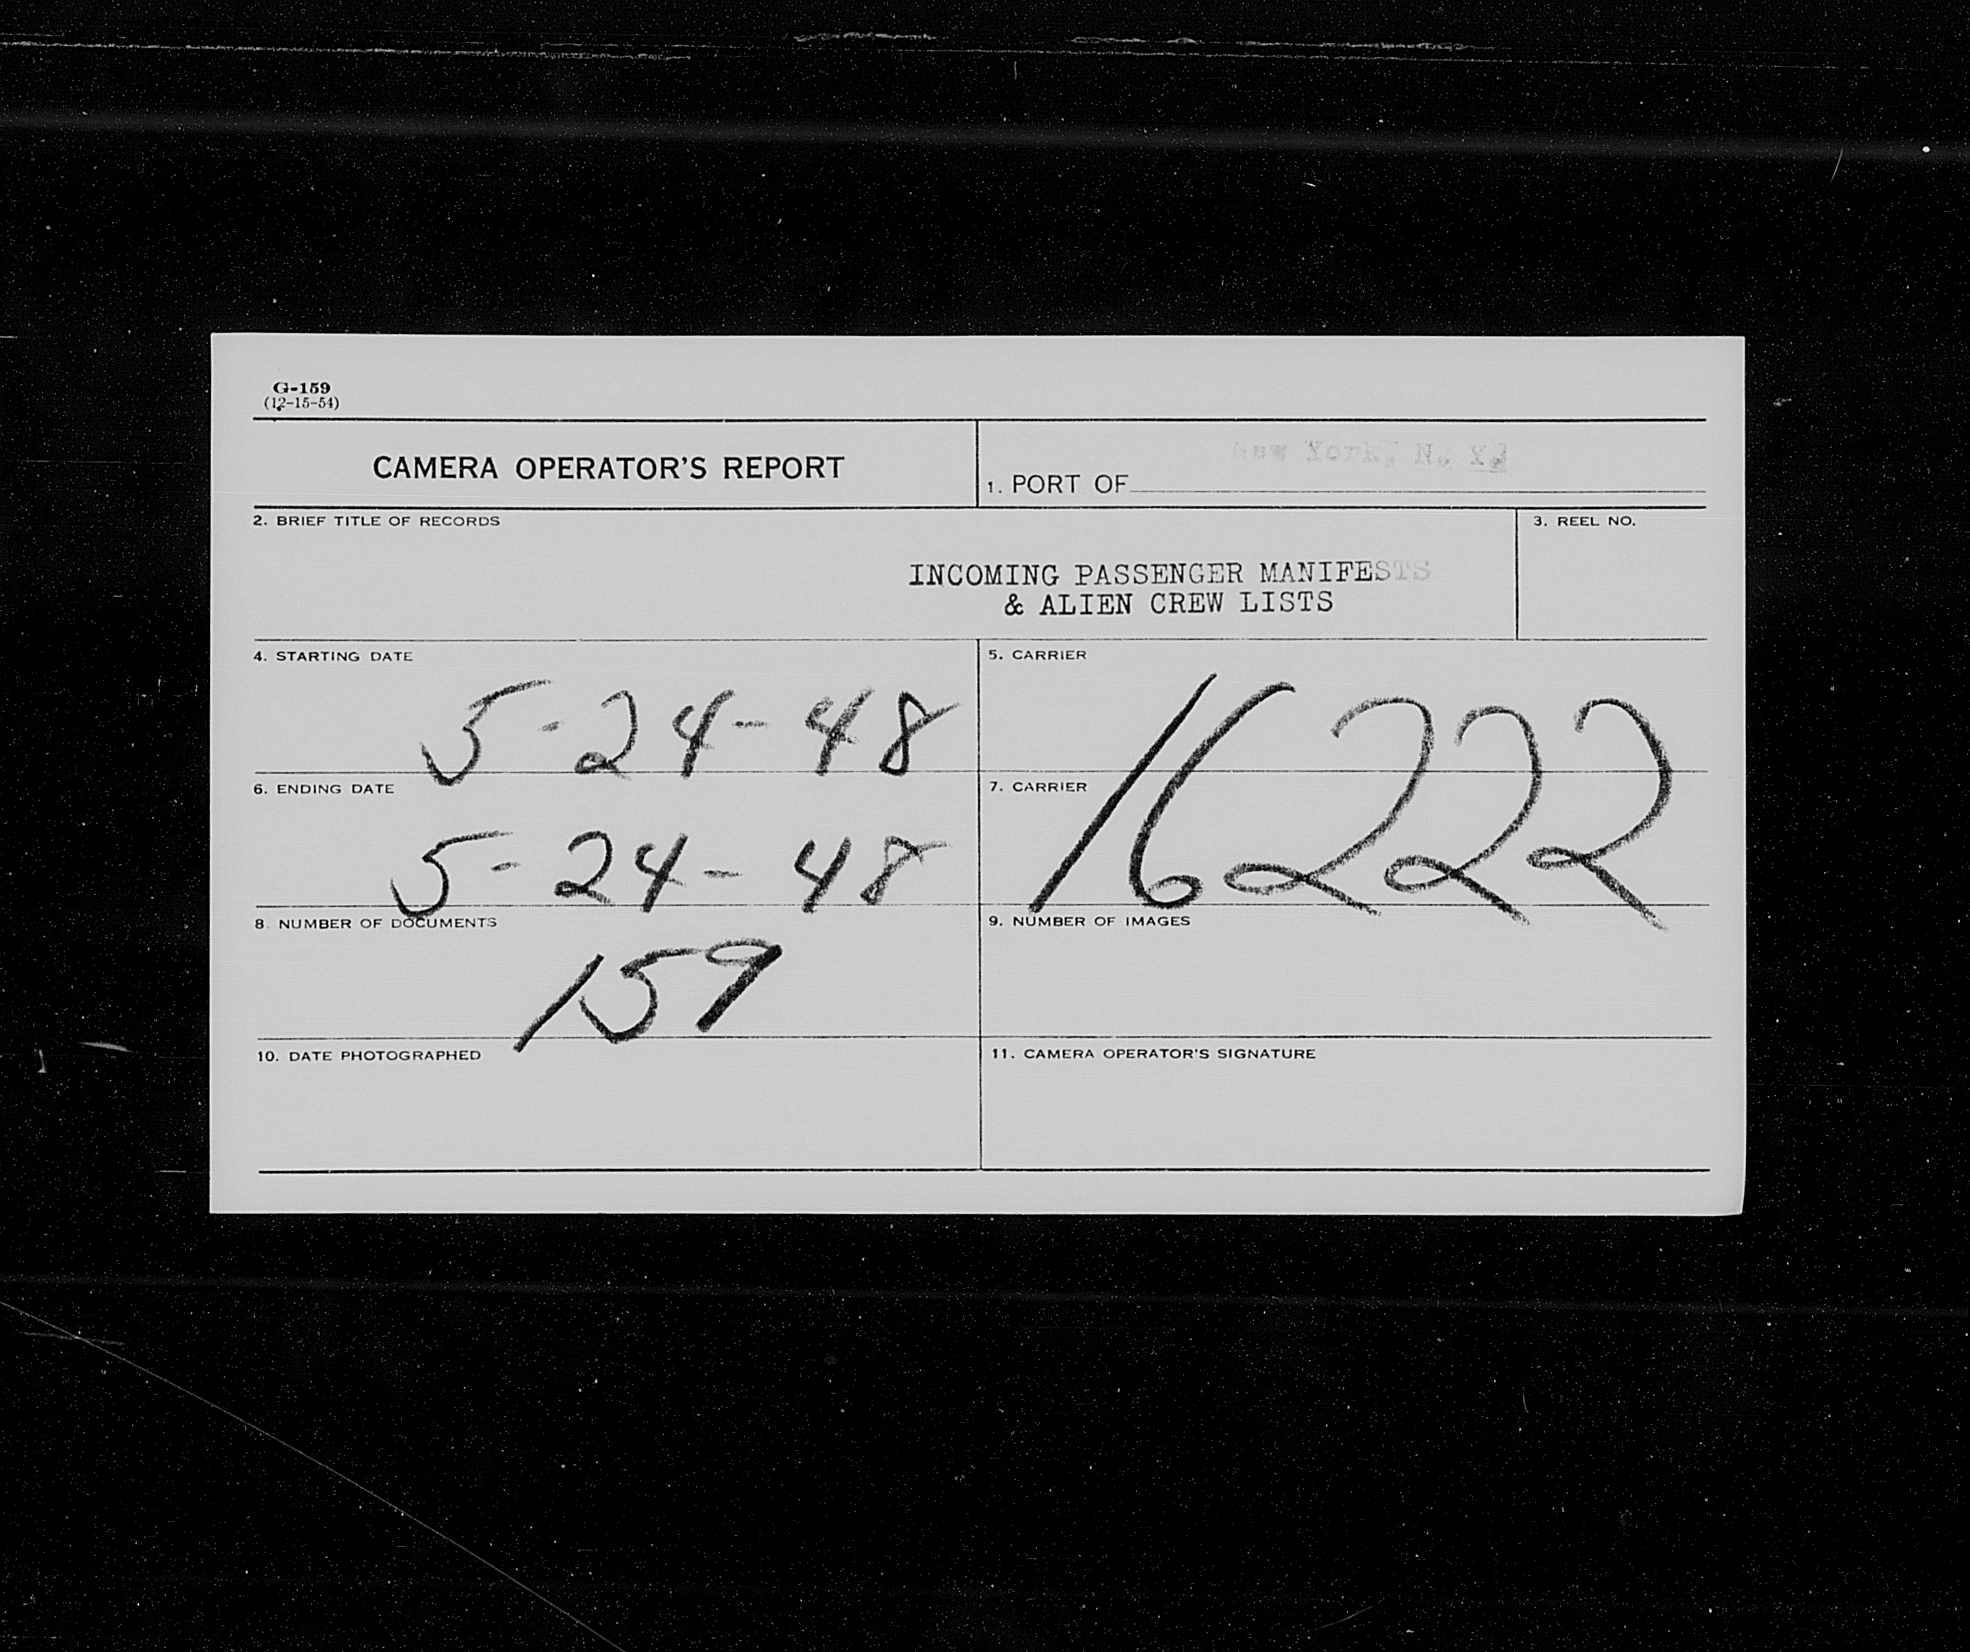 G-159
(12-15-54)
CAMERA OPERATOR'S REPORT
1. PORT OF New York, N. Y.
2. BRIEF TITLE OF RECORDS
INCOMING PASSENGER MANIFESTS
& ALIEN CREW LISTS
3. REEL NO.
4. STARTING DATE
5-24-48
5. CARRIER
16222
6. ENDING DATE
5-24-48
7. CARRIER
8. NUMBER OF DOCUMENTS
159
9. NUMBER OF IMAGES
10. DATE PHOTOGRAPHED
11. CAMERA OPERATOR'S SIGNATURE